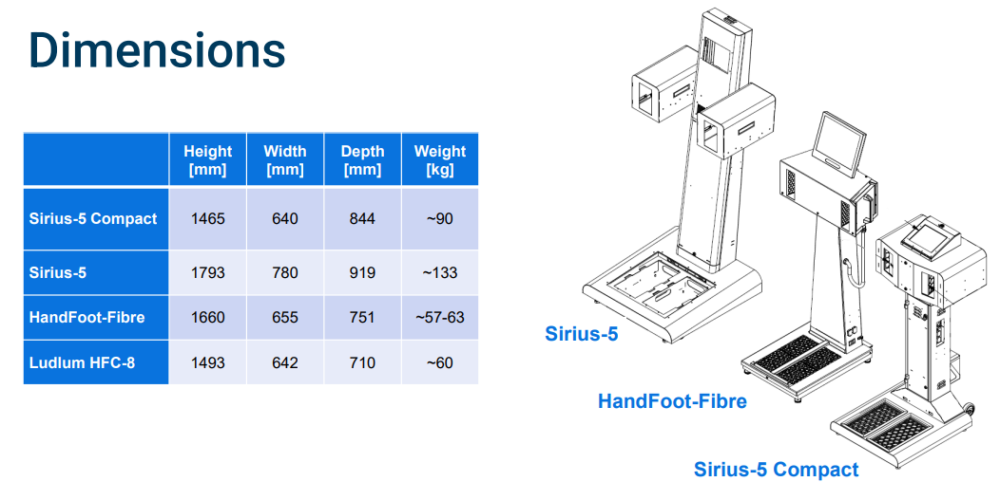 Dimensions
Height [mm] Width [mm] Depth [mm] Weight [kg]
Sirius-5 Compact 1465 640 844 ~90
Sirius-5 1793 780 919 ~133
HandFoot-Fibre 1660 655 751 ~57-63
Ludlum HFC-8 1493 642 710 ~60
Sirius-5
HandFoot-Fibre
Sirius-5 Compact